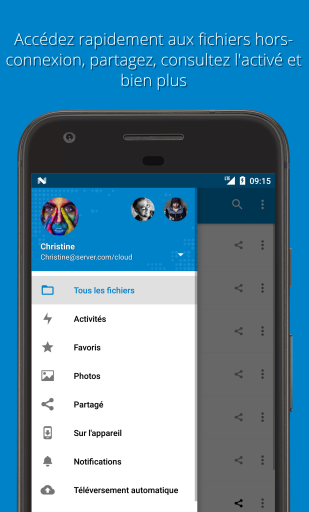 Accédez rapidement aux fichiers hors-
connexion, partagez, consultez l'activé et
bien plus
09:15
Christine
Christine@server.com/cloud
Tous les fichiers
Activités
Favoris
Photos
Partagé
Sur l'appareil
Notifications
Téléversement automatique